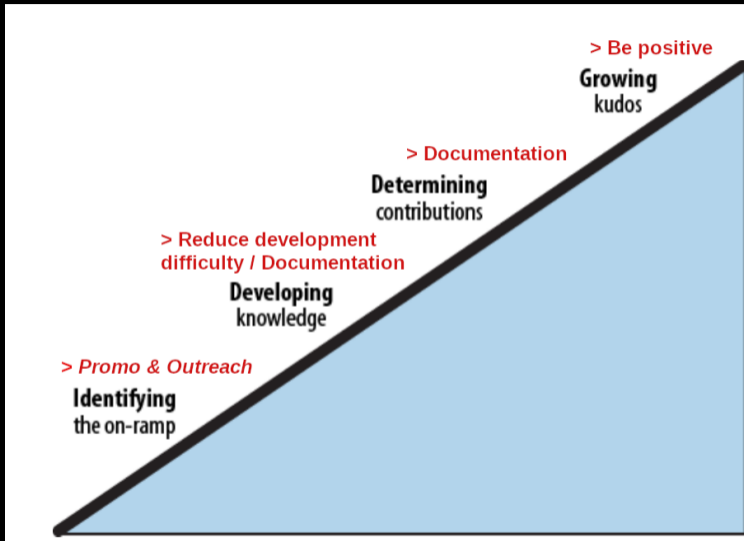 > Be positive
Growing
kudos
> Documentation
Determining
contributions
> Reduce development
difficulty / Documentation
Developing
knowledge
> Promo & Outreach
Identifying
the on-ramp